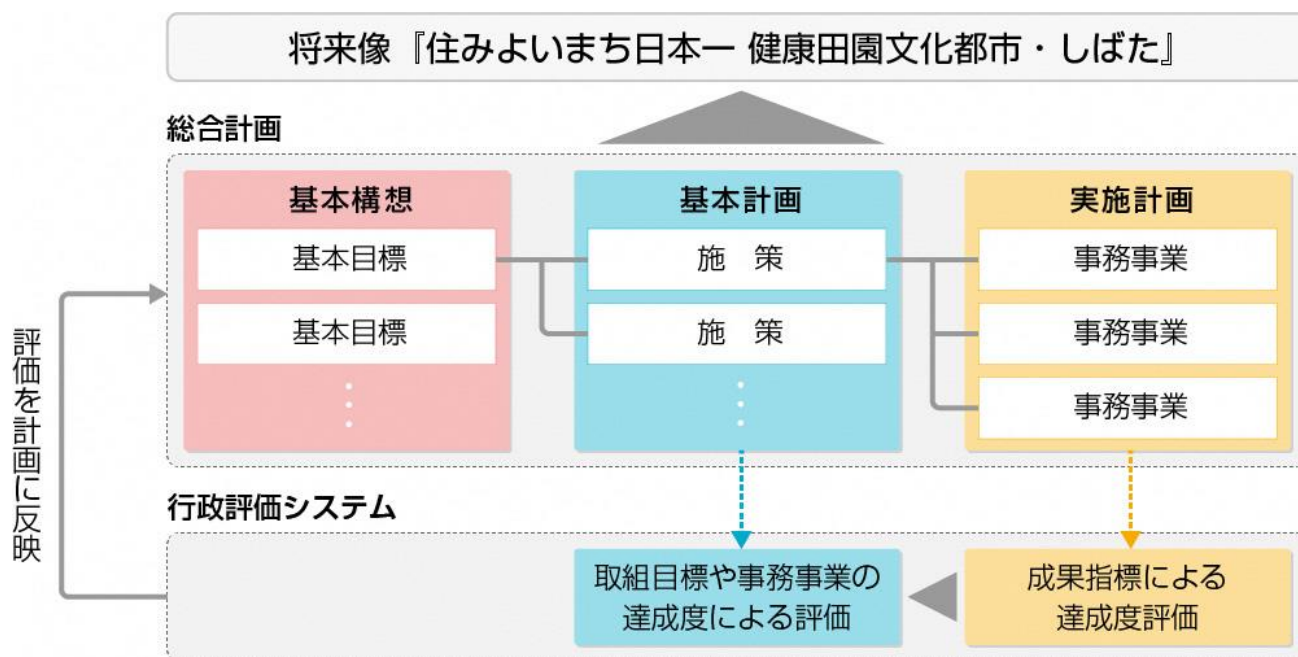 将来像『住みよいまち日本一 健康田園文化都市・しばた』
総合計画
基本構想
基本目標
基本目標
基本計画
施 策
施 策
実施計画
事務事業
事務事業
事務事業
評価を計画に反映
行政評価システム
取組目標や事務事業の
達成度による評価
成果指標による
達成度評価